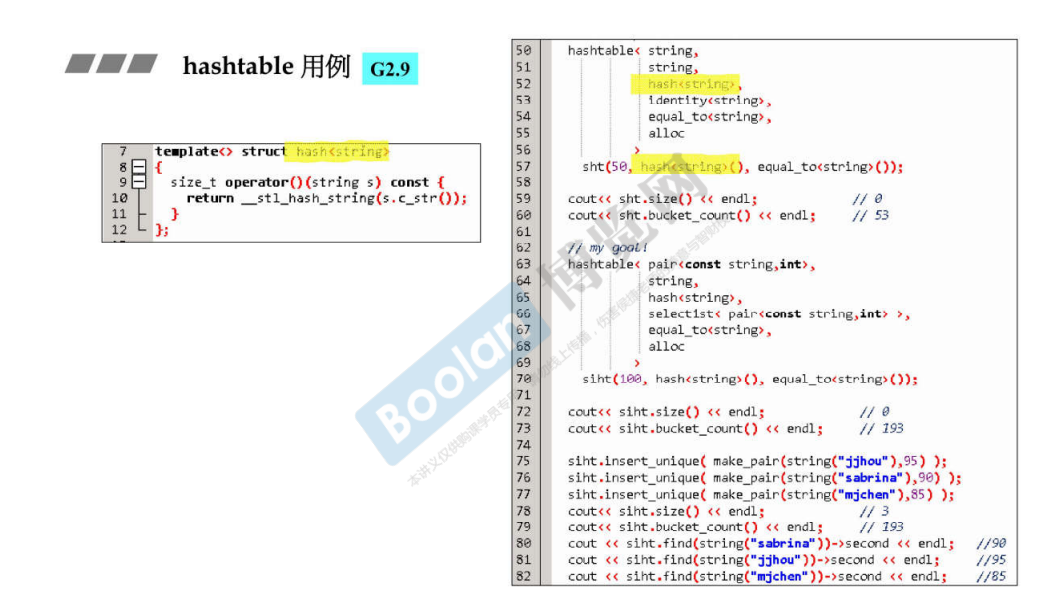 hashtable 用例 G2.9
7 template<> struct hash<string>
8 {
9 size_t operator()(string s) const {
10 return __stl_hash_string(s.c_str());
11 }
12 };
50 hashtable< string,
51 string,
52 hash<string>,
53 identity<string>,
54 equal_to<string>,
55 alloc
56 >
57 sht(50, hash<string>(), equal_to<string>());
58
59 cout<< sht.size() << endl; // 0
60 cout<< sht.bucket_count() << endl; // 53
61
62 // my goal!
63 hashtable< pair<const string,int>,
64 string,
65 hash<string>,
66 select1st< pair<const string,int> >,
67 equal_to<string>,
68 alloc
69 >
70 siht(100, hash<string>(), equal_to<string>());
71
72 cout<< siht.size() << endl; // 0
73 cout<< siht.bucket_count() << endl; // 193
74
75 siht.insert_unique( make_pair(string("jjhou"),95) );
76 siht.insert_unique( make_pair(string("sabrina"),90) );
77 siht.insert_unique( make_pair(string("mjchen"),85) );
78 cout<< siht.size() << endl; // 3
79 cout<< siht.bucket_count() << endl; // 193
80 cout << siht.find(string("sabrina"))->second << endl; //90
81 cout << siht.find(string("jjhou"))->second << endl; //95
82 cout << siht.find(string("mjchen"))->second << endl; //85
Boolan 博览网